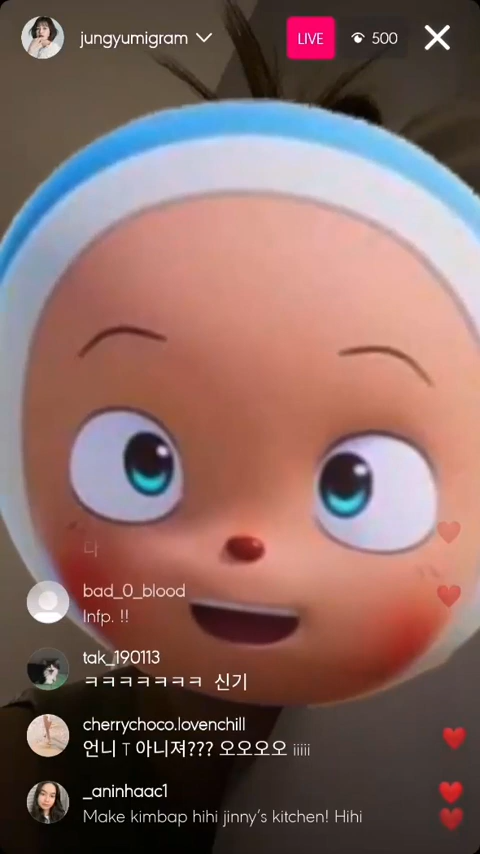 jungyumigram
LIVE
500
다
bad_0_blood
Infp. !!
tak_190113
ㅋㅋㅋㅋㅋㅋㅋ 신기
cherrychoco.lovenchill
언니 T 아니져??? 오오오오 iiiii
_aninhaac1
Make kimbap hihi jinny's kitchen! Hihi